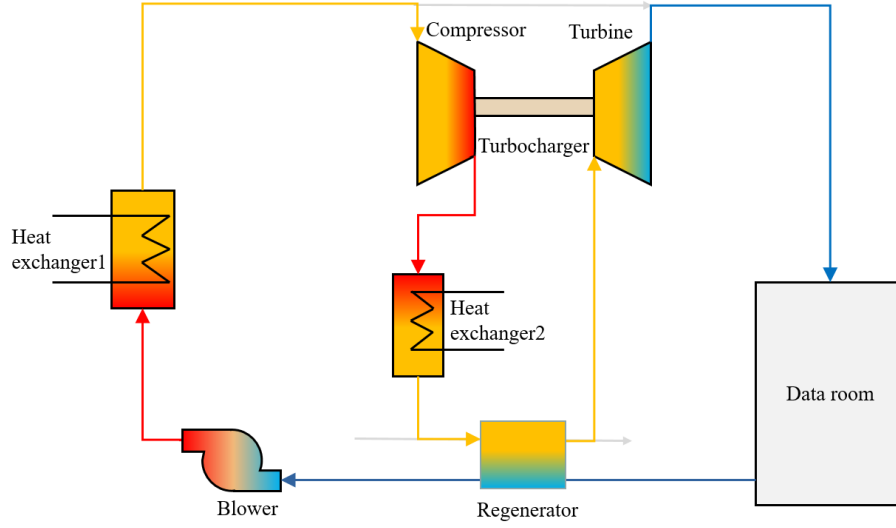 Compressor
Turbine
Turbocharger
Heat
exchanger1
Heat
exchanger2
Data room
Blower
Regenerator